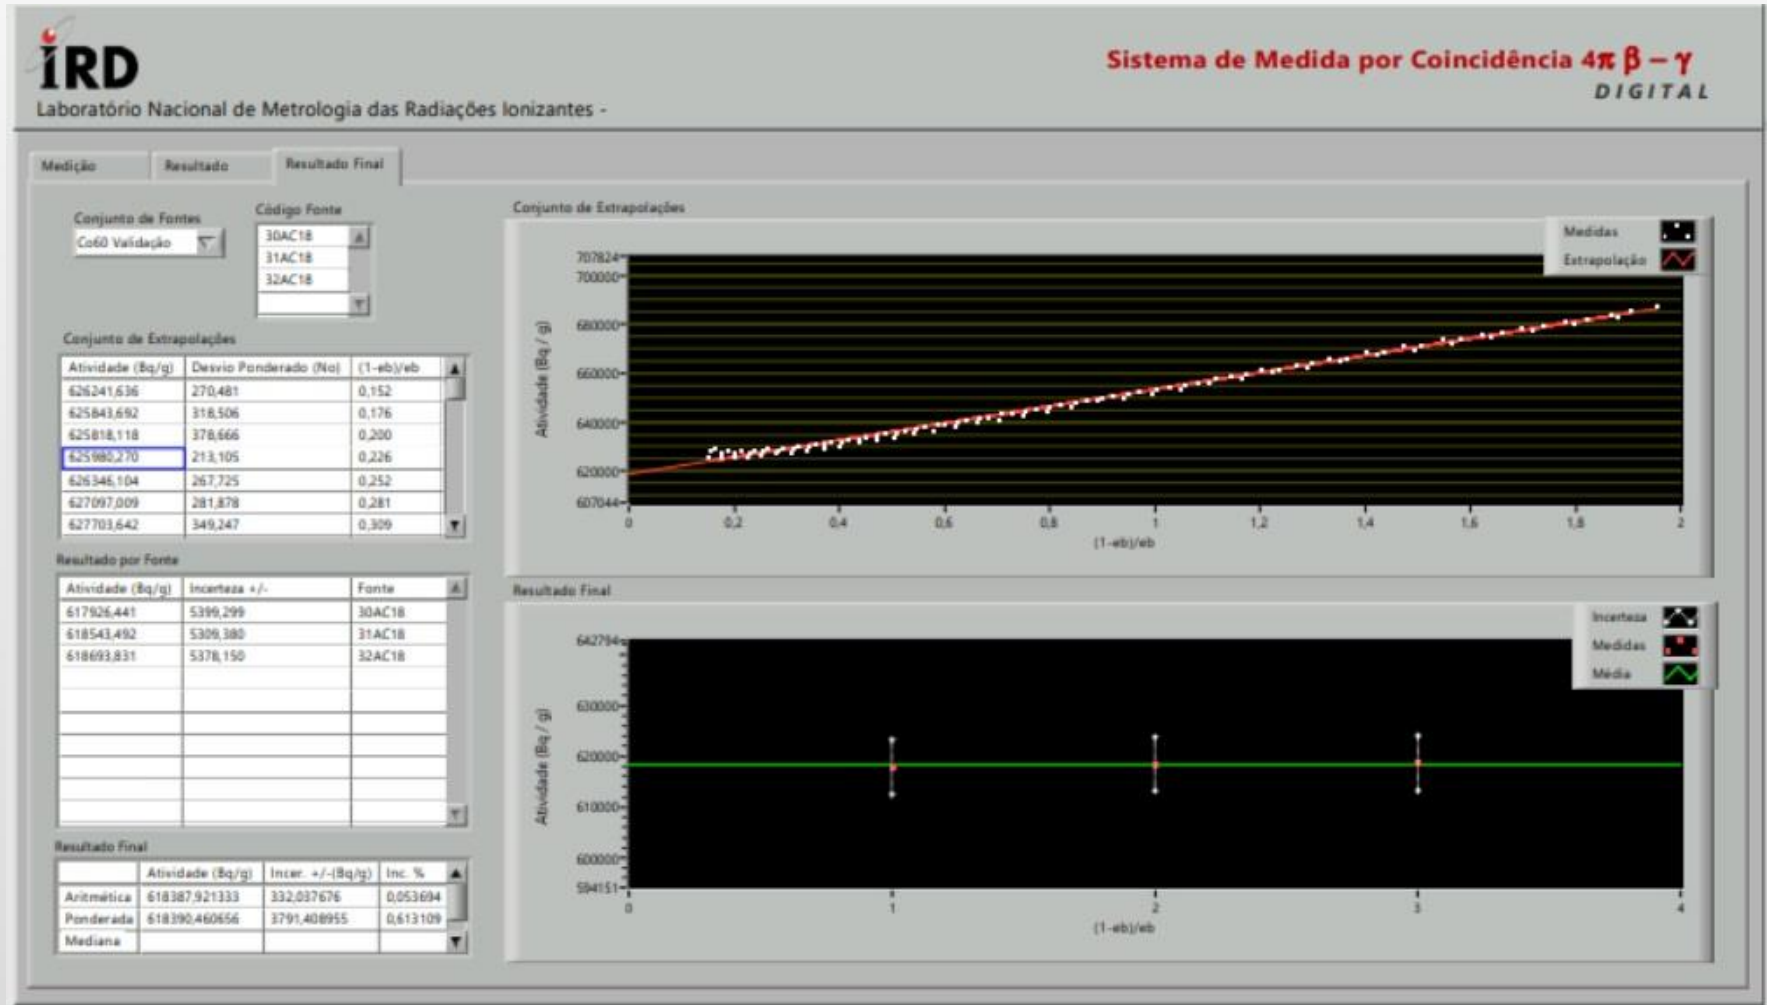 iRD
Laboratório Nacional de Metrologia das Radiações Ionizantes -
Sistema de Medida por Coincidência 4π β – γ
DIGITAL
Medição Resultado Resultado Final
Conjunto de Fontes
Co60 Validação
Código Fonte
30AC18
31AC18
32AC18
Conjunto de Extrapolações
Atividade (Bq/g) Desvio Ponderado (No) (1-eb)/eb
626241,636 270,481 0,152
625843,692 318,506 0,176
625818,118 378,666 0,200
625980,270 213,105 0,226
626346,104 267,725 0,252
627097,009 281,878 0,281
627703,642 349,247 0,309
Resultado por Fonte
Atividade (Bq/g) Incerteza +/- Fonte
617926,441 5399,299 30AC18
618543,492 5309,380 31AC18
618693,831 5378,150 32AC18
Resultado Final
Atividade (Bq/g) Incer. +/-(Bq/g) Inc. %
Aritmética 618387,921333 332,037676 0,053694
Ponderada 618390,460656 3791,408955 0,613109
Mediana
Conjunto de Extrapolações
Medidas
Extrapolação
Atividade (Bq / g)
707824
700000
680000
660000
640000
620000
607044
0 0,2 0,4 0,6 0,8 1 1,2 1,4 1,6 1,8 2
(1-eb)/eb
Resultado Final
Incerteza
Medidas
Média
Atividade (Bq / g)
642794
630000
620000
610000
600000
594151
0 1 2 3 4
(1-eb)/eb